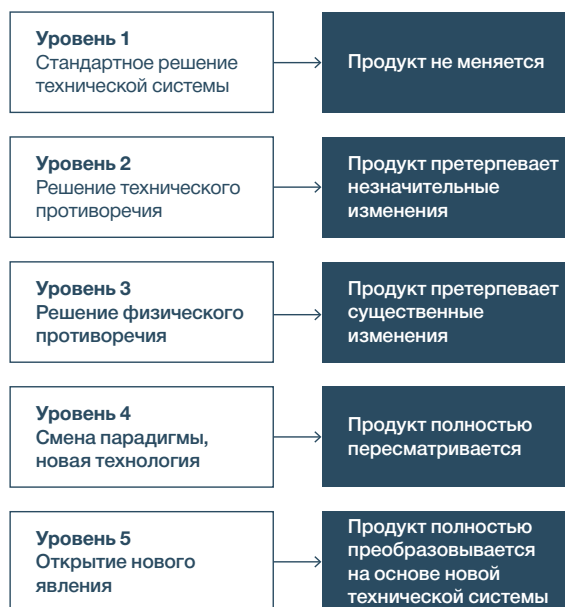 Уровень 1
Стандартное решение
технической системы
Продукт не меняется
Уровень 2
Решение технического
противоречия
Продукт претерпевает
незначительные
изменения
Уровень 3
Решение физического
противоречия
Продукт претерпевает
существенные
изменения
Уровень 4
Смена парадигмы,
новая технология
Продукт полностью
пересматривается
Уровень 5
Открытие нового
явления
Продукт полностью
преобразовывается
на основе новой
технической системы